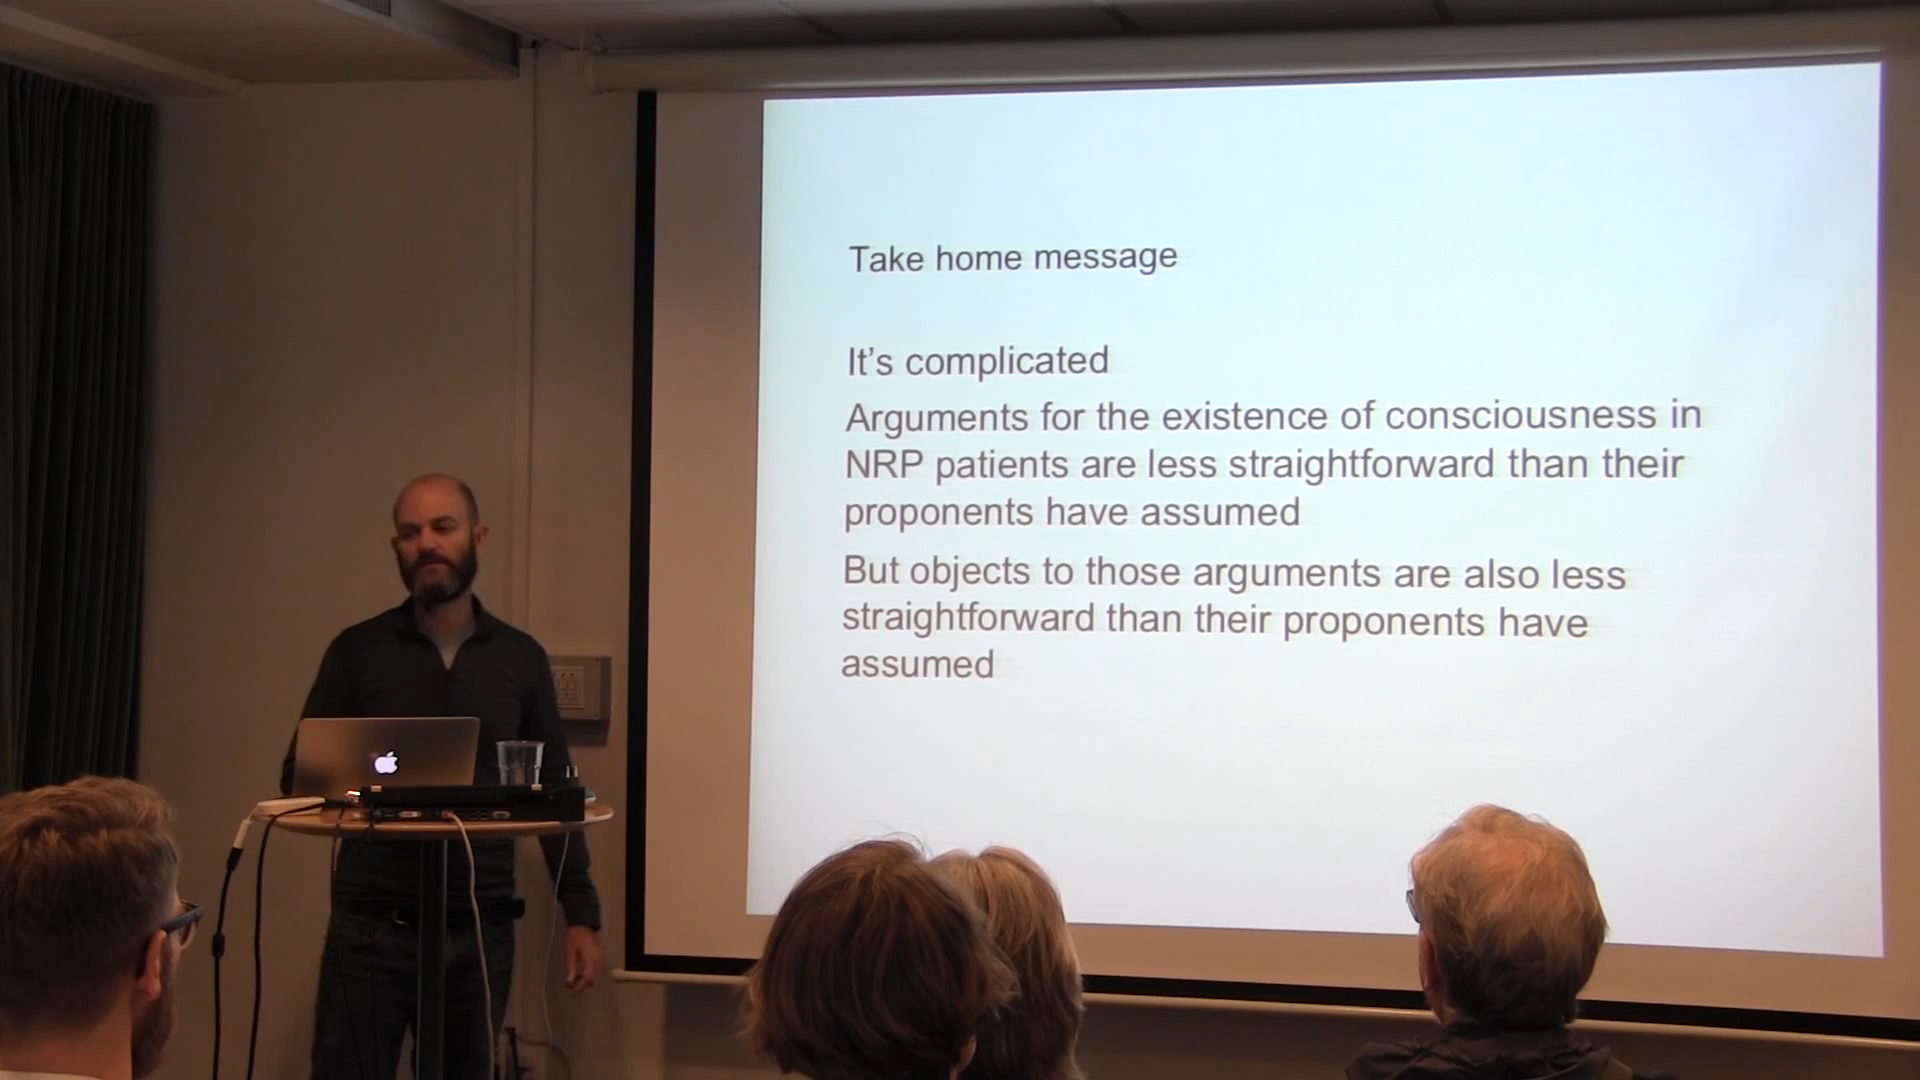 Take home message
It's complicated
Arguments for the existence of consciousness in
NRP patients are less straightforward than their
proponents have assumed
But objects to those arguments are also less
straightforward than their proponents have
assumed